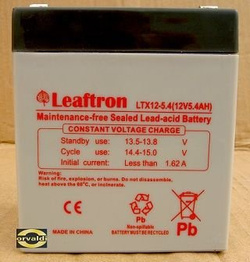 Leaftron
LTX12-5.4(12V5.4AH)
Maintenance-free Sealed Lead-acid Battery
CONSTANT VOLTAGE CHARGE
Standby use: 13.5-13.8 V
Cycle use: 14.4-15.0 V
Initial current: Less than 1.62 A
Warning:
Risk of fire, explosion, or burns. Do not disassemble,
heat above the 60°C, or incinerate.
CE
Pb
MADE IN CHINA
Non-spillable
BATTERY MUST BE RECYCLED
Pb
orvaldi